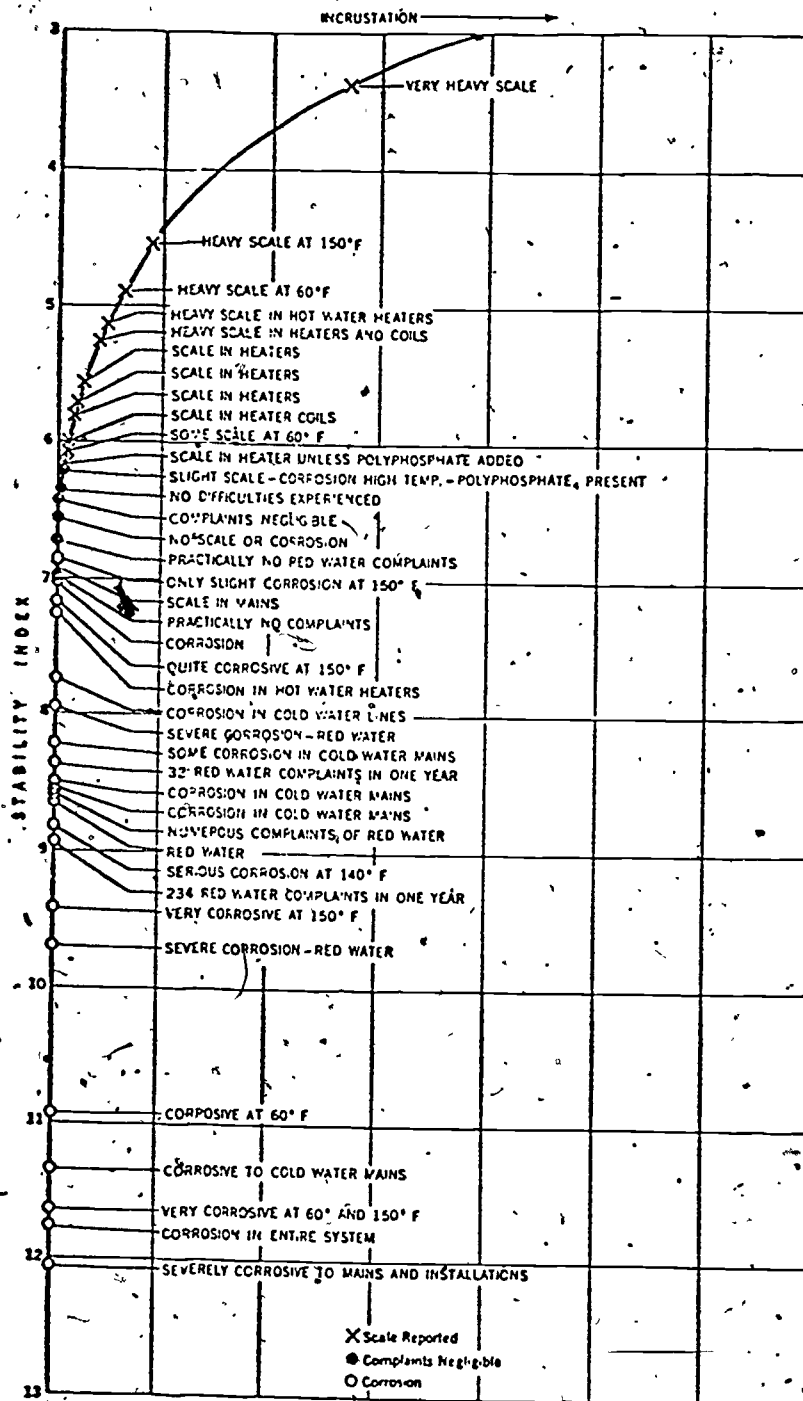 INCRUSTATION
3
VERY HEAVY SCALE
4
HEAVY SCALE AT 150°F
HEAVY SCALE AT 60°F
5
HEAVY SCALE IN HOT WATER HEATERS
HEAVY SCALE IN HEATERS AND COILS
SCALE IN HEATERS
SCALE IN HEATERS
SCALE IN HEATERS
SCALE IN HEATER COILS
6
SOME SCALE AT 60° F
SCALE IN HEATER UNLESS POLYPHOSPHATE ADDED
SLIGHT SCALE-CORROSION HIGH TEMP.-POLYPHOSPHATE PRESENT
NO DIFFICULTIES EXPERIENCED
COMPLAINTS NEGLIGIBLE
NO SCALE OR CORROSION
PRACTICALLY NO RED WATER COMPLAINTS
7
ONLY SLIGHT CORROSION AT 150° F
SCALE IN MAINS
PRACTICALLY NO COMPLAINTS
CORROSION
QUITE CORROSIVE AT 150° F
CORROSION IN HOT WATER HEATERS
STABILITY INDEX
8
CORROSION IN COLD WATER LINES
SEVERE CORROSION-RED WATER
SOME CORROSION IN COLD WATER MAINS
32 RED WATER COMPLAINTS IN ONE YEAR
CORROSION IN COLD WATER MAINS
CORROSION IN COLD WATER MAINS
NUMEROUS COMPLAINTS OF RED WATER
9
RED WATER
SERIOUS CORROSION AT 140° F
234 RED WATER COMPLAINTS IN ONE YEAR
VERY CORROSIVE AT 150° F
SEVERE CORROSION-RED WATER
10
CORROSIVE AT 60° F
11
CORROSIVE TO COLD WATER MAINS
VERY CORROSIVE AT 60° AND 150° F
CORROSION IN ENTIRE SYSTEM
12
SEVERELY CORROSIVE TO MAINS AND INSTALLATIONS
X Scale Reported
● Complaints Negligible
○ Corrosion
13